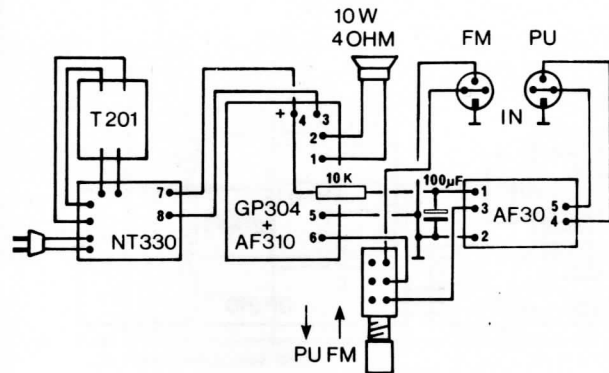 10 W
4 OHM
FM PU
IN
T 201
+ 4 3
2
1
10 K
100µF
7
8
NT330
GP304
+
AF310
5
6
1
3
2
AF30
5
4
PU FM